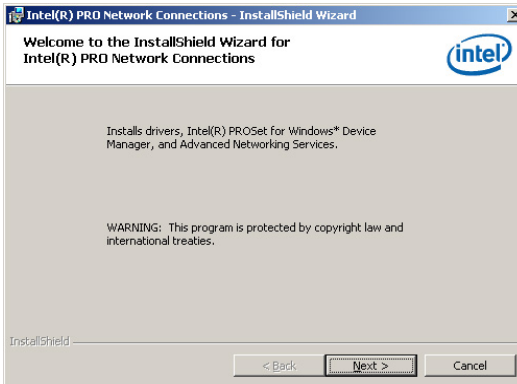 Intel(R) PRO Network Connections - InstallShield Wizard
Welcome to the InstallShield Wizard for
Intel(R) PRO Network Connections
intel
Installs drivers, Intel(R) PROSet for Windows* Device
Manager, and Advanced Networking Services.
WARNING: This program is protected by copyright law and
international treaties.
InstallShield
< Back
Next >
Cancel